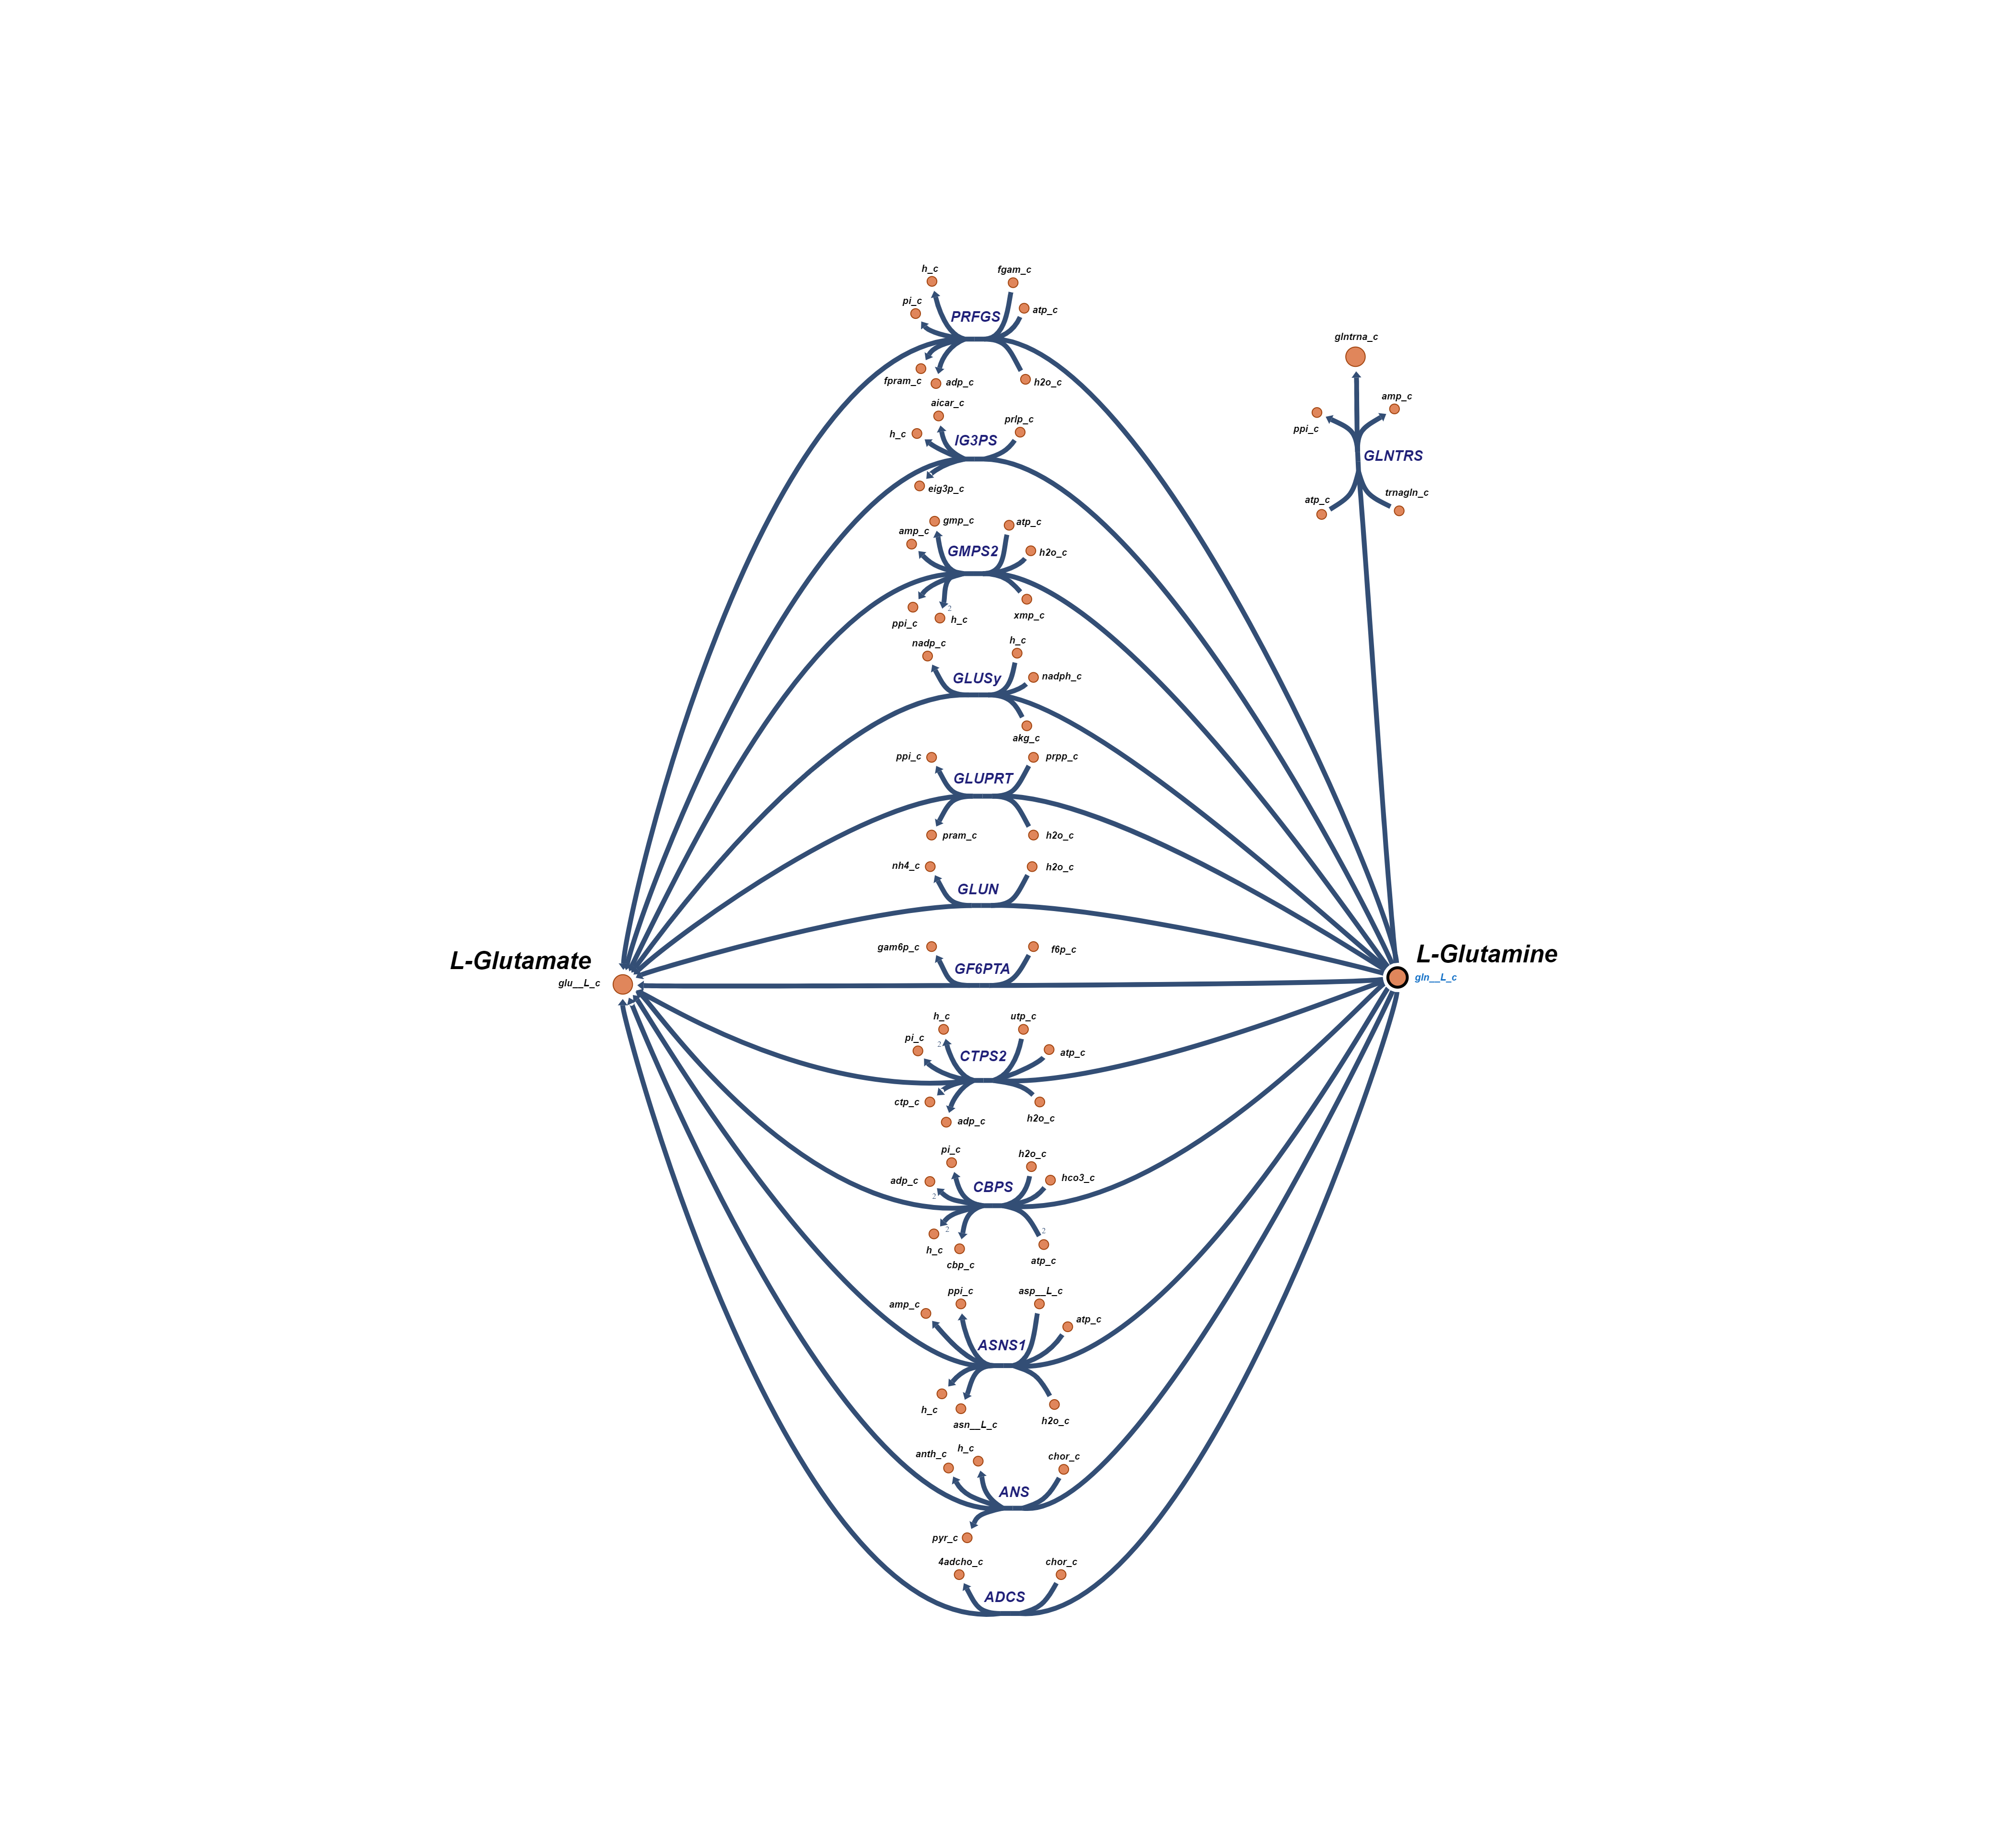 h_c
fgam_c
pi_c
PRFGS
atp_c
fpram_c
adp_c
h2o_c
glntrna_c
ppi_c
amp_c
GLNTRS
atp_c
trnagln_c
aicar_c
prlp_c
h_c
IG3PS
eig3p_c
gmp_c
atp_c
amp_c
GMPS2
h2o_c
2
ppi_c
h_c
xmp_c
nadp_c
h_c
GLUSy
nadph_c
akg_c
ppi_c
prpp_c
GLUPRT
pram_c
h2o_c
nh4_c
h2o_c
GLUN
L-Glutamate
glu__L_c
L-Glutamine
gln__L_c
gam6p_c
f6p_c
GF6PTA
h_c
utp_c
2
pi_c
CTPS2
atp_c
ctp_c
adp_c
h2o_c
pi_c
h2o_c
adp_c
2
CBPS
hco3_c
2
2
h_c
cbp_c
atp_c
ppi_c
asp__L_c
amp_c
atp_c
ASNS1
h_c
asn__L_c
h2o_c
anth_c
h_c
chor_c
ANS
pyr_c
4adcho_c
chor_c
ADCS